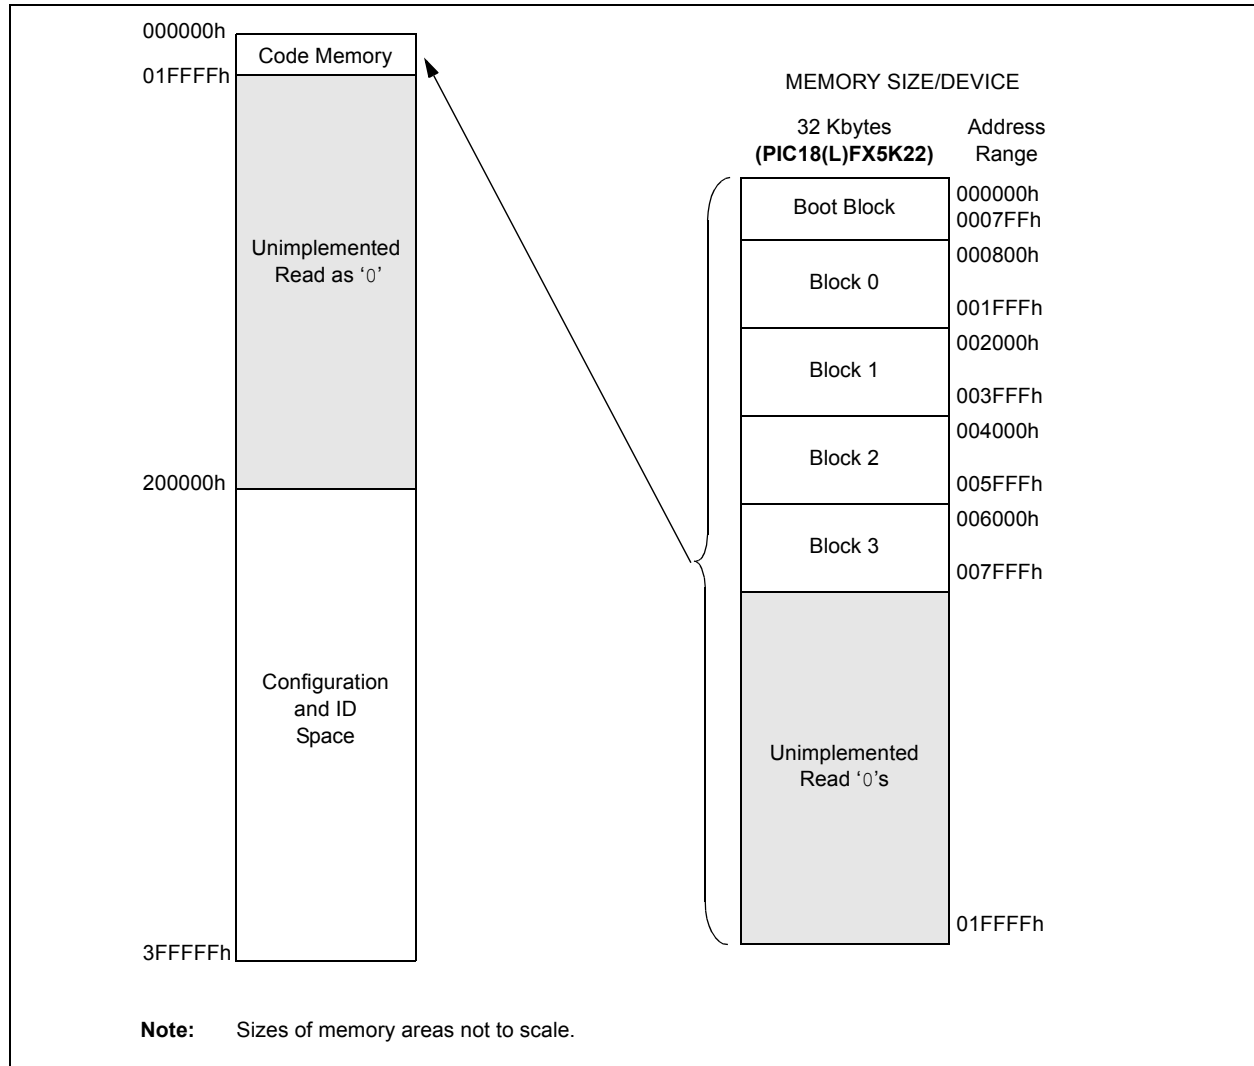 000000h
Code Memory
01FFFFh
Unimplemented
Read as ‘0’
200000h
Configuration
and ID
Space
3FFFFFh
MEMORY SIZE/DEVICE
32 Kbytes
(PIC18(L)FX5K22)
Address
Range
Boot Block
000000h
0007FFh
Block 0
000800h
001FFFh
Block 1
002000h
003FFFh
Block 2
004000h
005FFFh
Block 3
006000h
007FFFh
Unimplemented
Read ‘0’s
01FFFFh
Note: Sizes of memory areas not to scale.